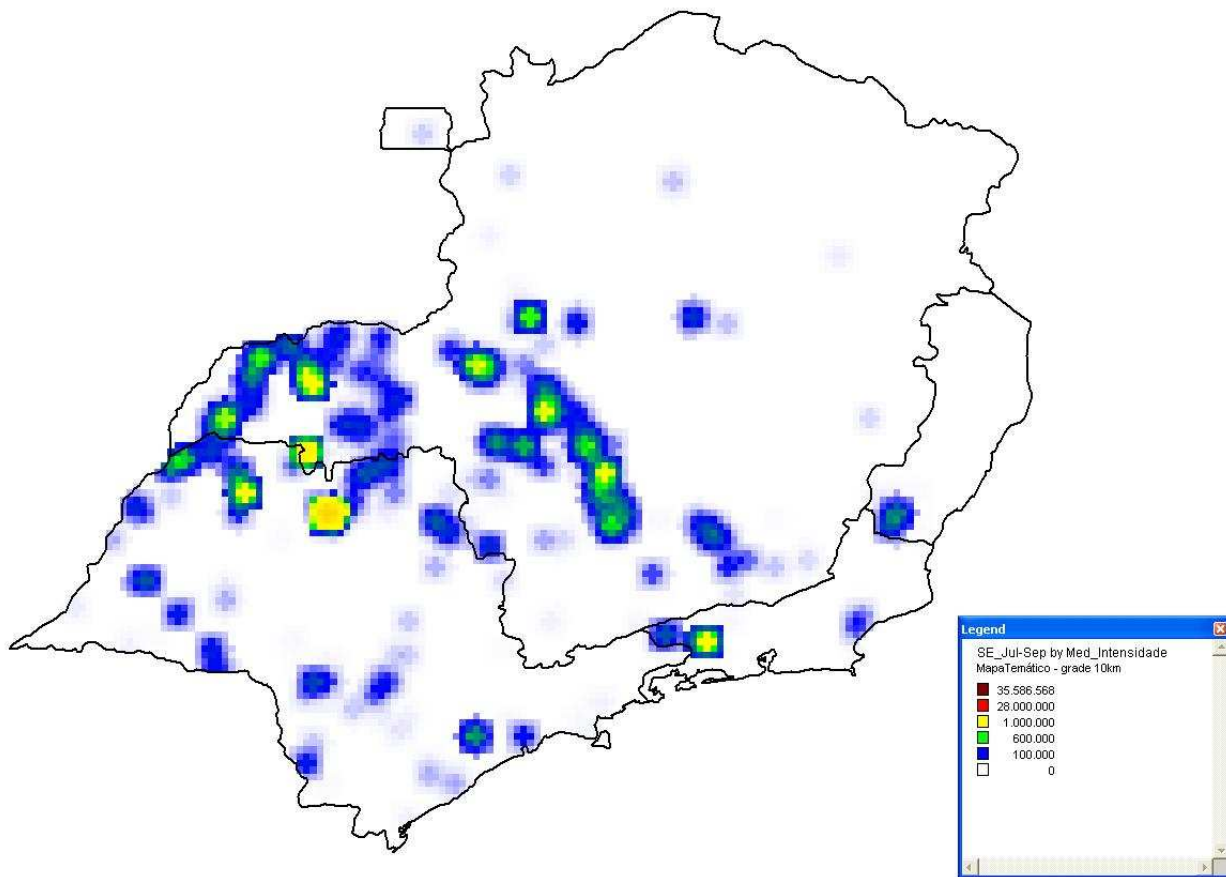 Legend
SE_Jul-Sep by Med_Intensidade
MapaTemático - grade 10km
35.586.568
28.000.000
1.000.000
600.000
100.000
0